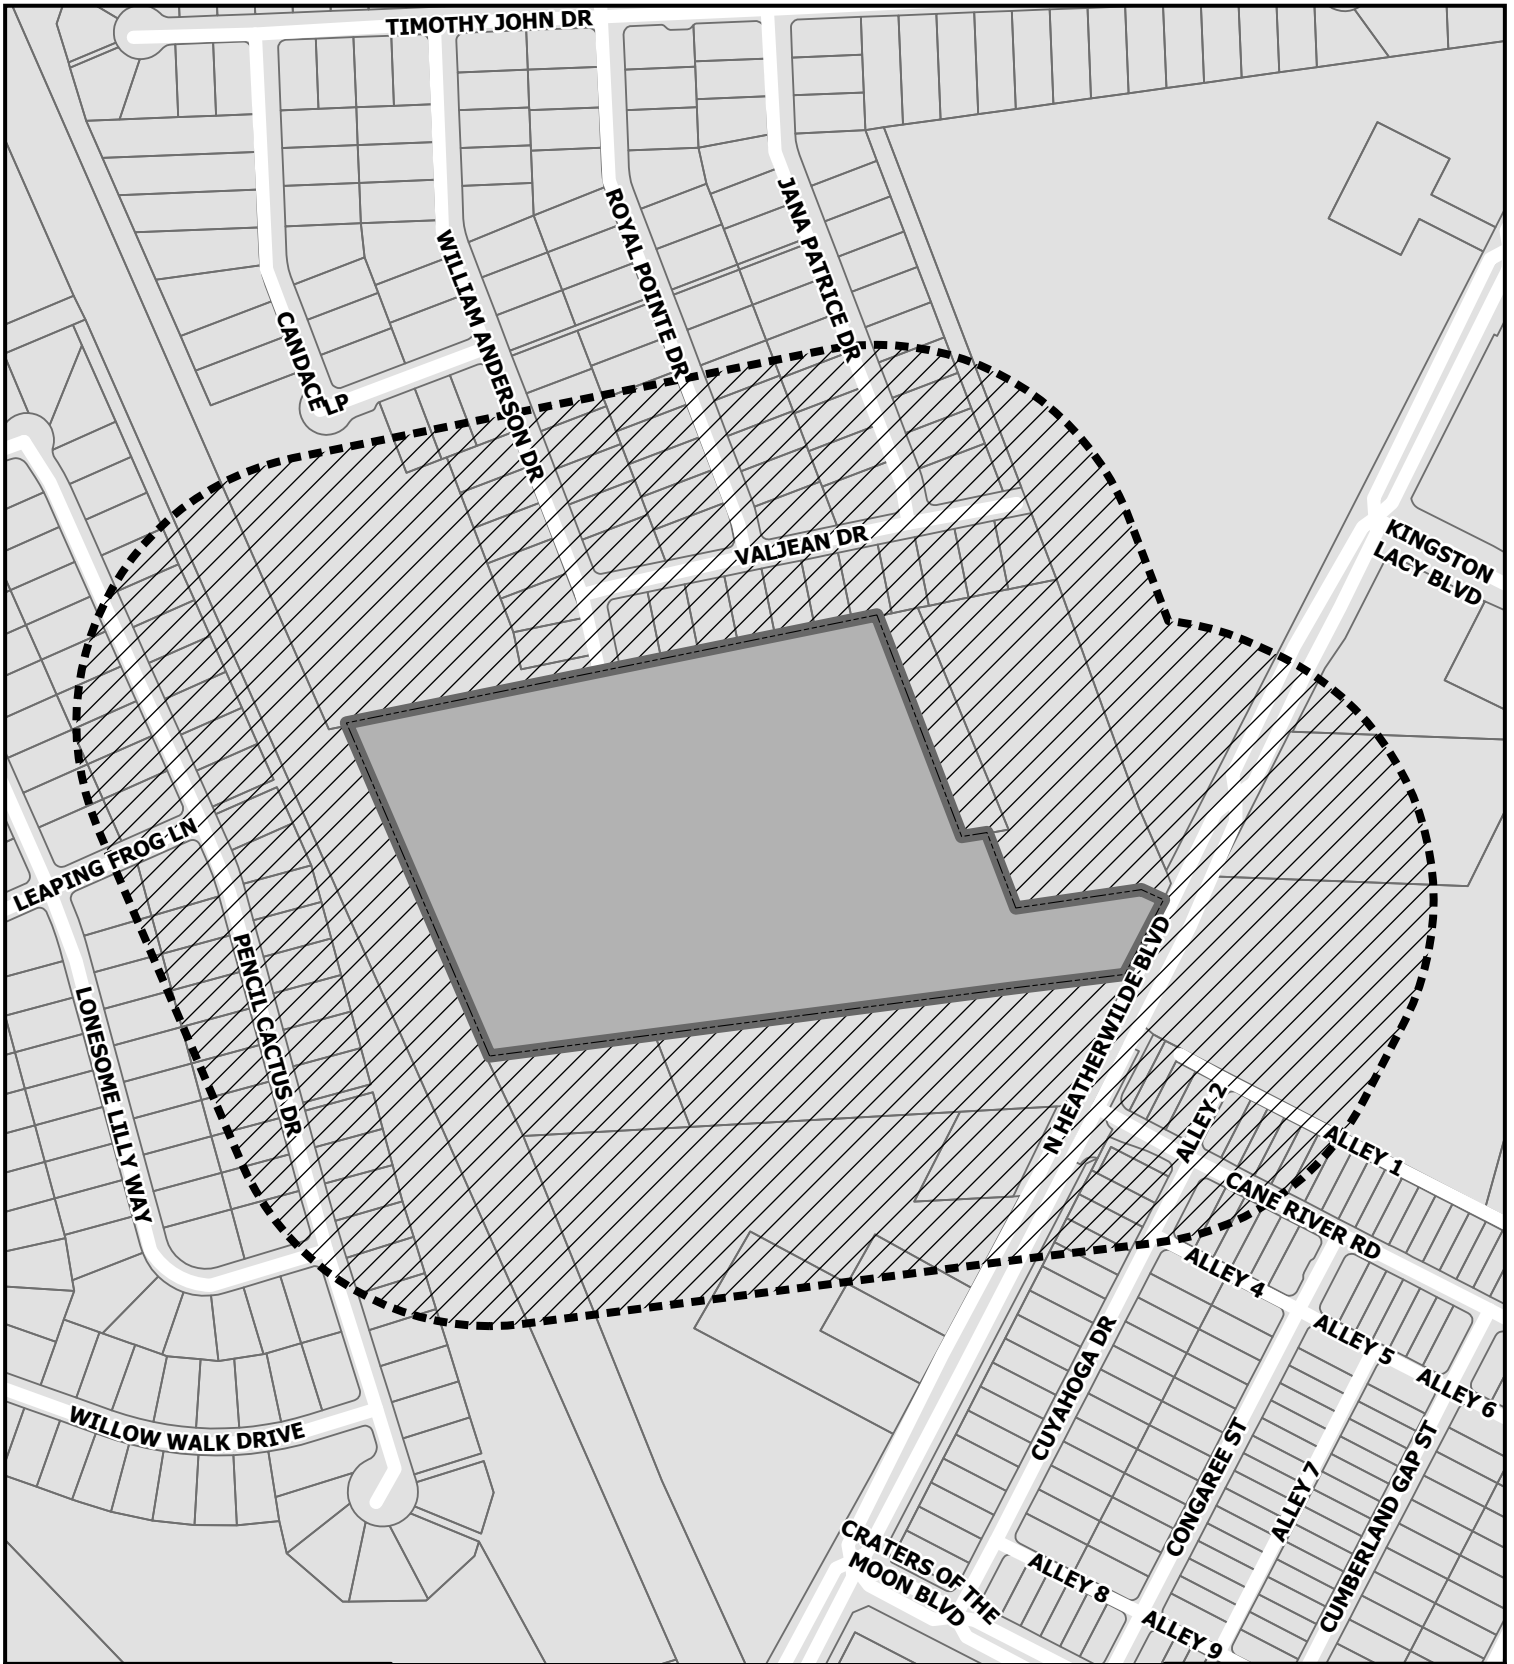 TIMOTHY JOHN DR
JANA PATRICE DR
ROYAL POINTE DR
WILLIAM ANDERSON DR
CANDACE LP
VALJEAN DR
KINGSTON
LACY BLVD
LEAPING FROG LN
N HEATHERWILDE BLVD
PENCIL CACTUS DR
LONESOME LILLY WAY
ALLEY 2
ALLEY 1
CANE RIVER RD
ALLEY 4
ALLEY 5
ALLEY 6
CUYAHOGA DR
WILLOW WALK DRIVE
CONGAREE ST
ALLEY 7
CUMBERLAND GAP ST
CRATERS OF THE
MOON BLVD
ALLEY 8
ALLEY 9